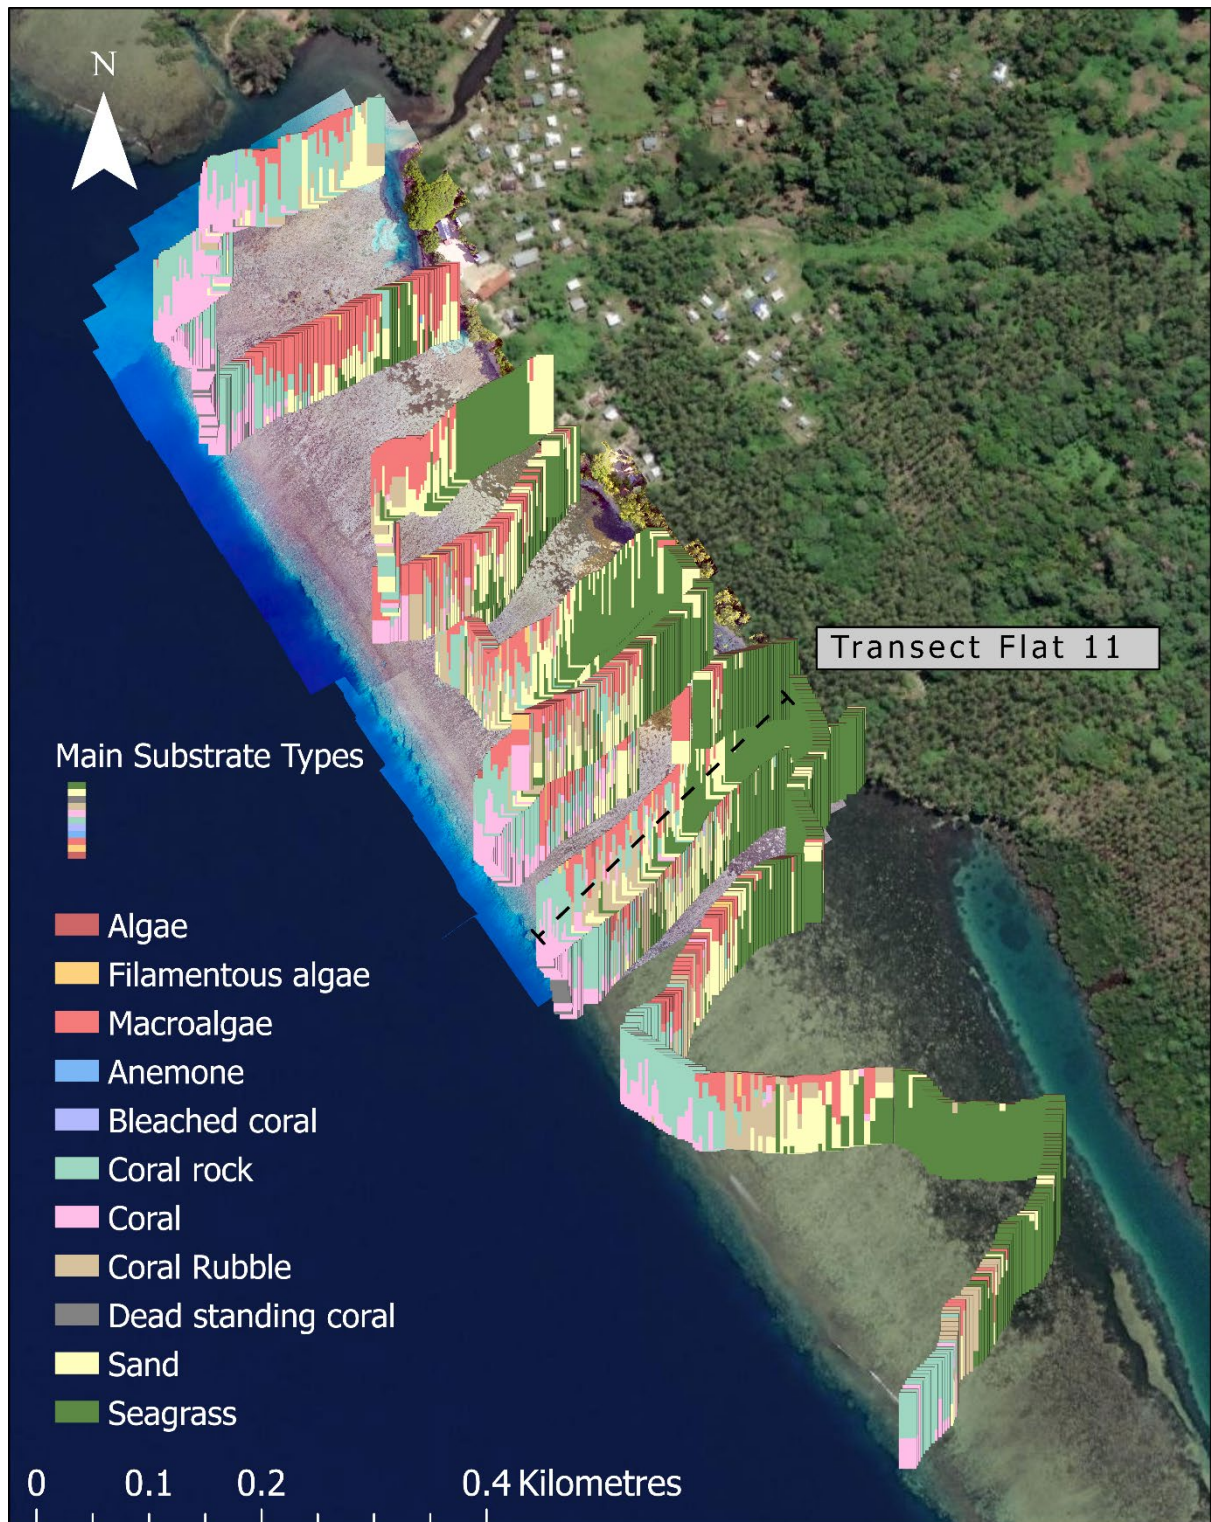 N
Transect Flat 11
Main Substrate Types
Algae
Filamentous algae
Macroalgae
Anemone
Bleached coral
Coral rock
Coral
Coral Rubble
Dead standing coral
Sand
Seagrass
0 0.1 0.2 0.4 Kilometres